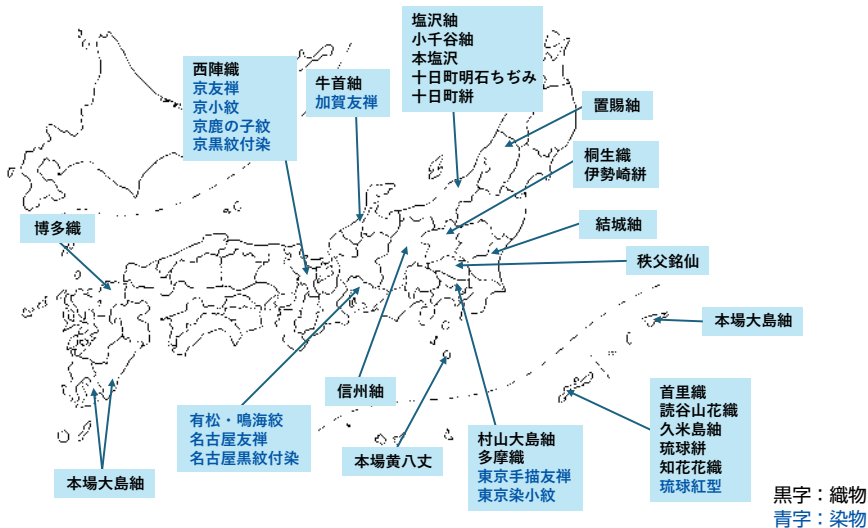 塩沢紬
小千谷紬
本塩沢
十日町明石ちぢみ
十日町絣
西陣織
京友禅
京小紋
京鹿の子紋
京黒紋付染
牛首紬
加賀友禅
置賜紬
桐生織
伊勢崎絣
博多織
結城紬
秩父銘仙
本場大島紬
信州紬
首里織
読谷山花織
久米島紬
琉球絣
知花花織
琉球紅型
有松・鳴海絞
名古屋友禅
名古屋黒紋付染
村山大島紬
多摩織
東京手描友禅
東京染小紋
本場黄八丈
本場大島紬
黒字：織物
青字：染物